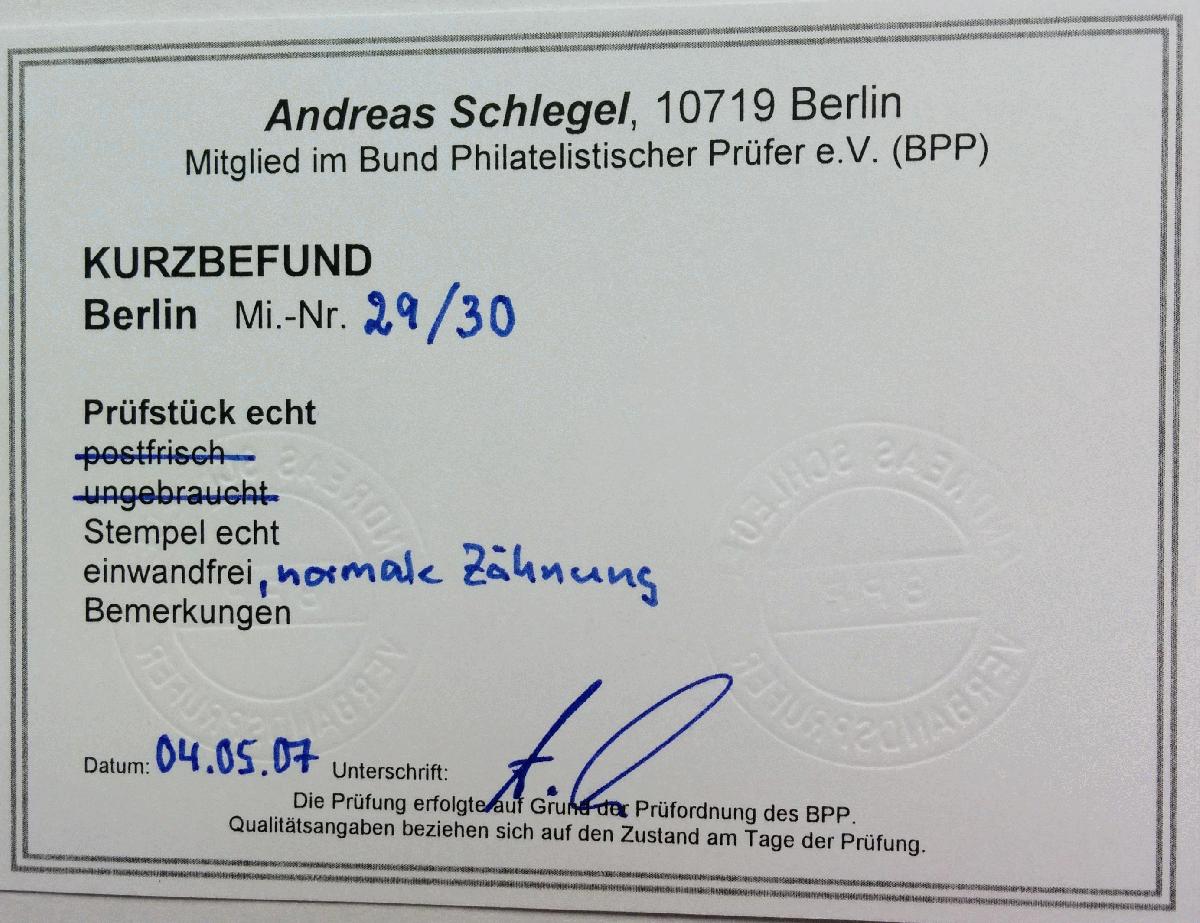 Andreas Schlegel, 10719 Berlin
Mitglied im Bund Philatelistischer Prüfer e.V. (BPP)
KURZBEFUND
Berlin Mi.-Nr. 29/30
Prüfstück echt
postfrisch
ungebraucht
Stempel echt
einwandfrei, normale Zähnung
Bemerkungen
Datum: 04.05.07 Unterschrift:
Die Prüfung erfolgte auf Grund der Prüfordnung des BPP.
Qualitätsangaben beziehen sich auf den Zustand am Tage der Prüfung.